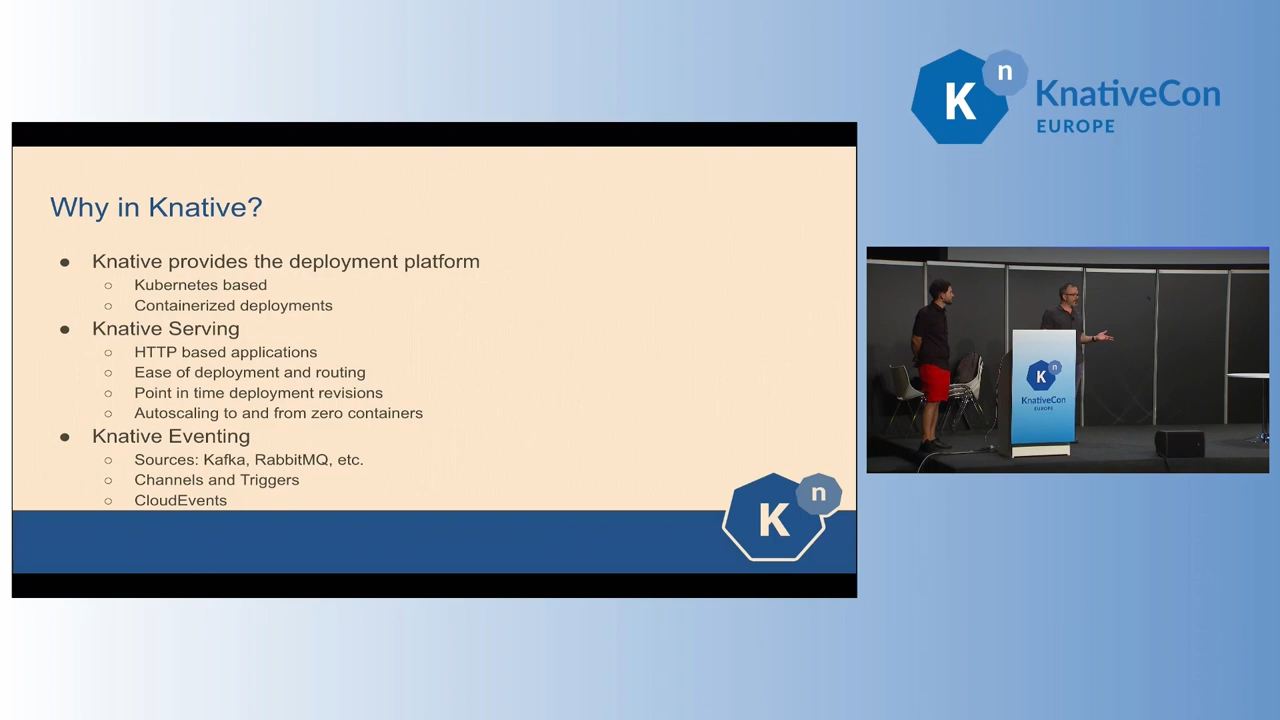 K
n
KnativeCon
EUROPE
Why in Knative?
● Knative provides the deployment platform
○ Kubernetes based
○ Containerized deployments
● Knative Serving
○ HTTP based applications
○ Ease of deployment and routing
○ Point in time deployment revisions
○ Autoscaling to and from zero containers
● Knative Eventing
○ Sources: Kafka, RabbitMQ, etc.
○ Channels and Triggers
○ CloudEvents
K
n
K
n
KnativeCon
EUROPE